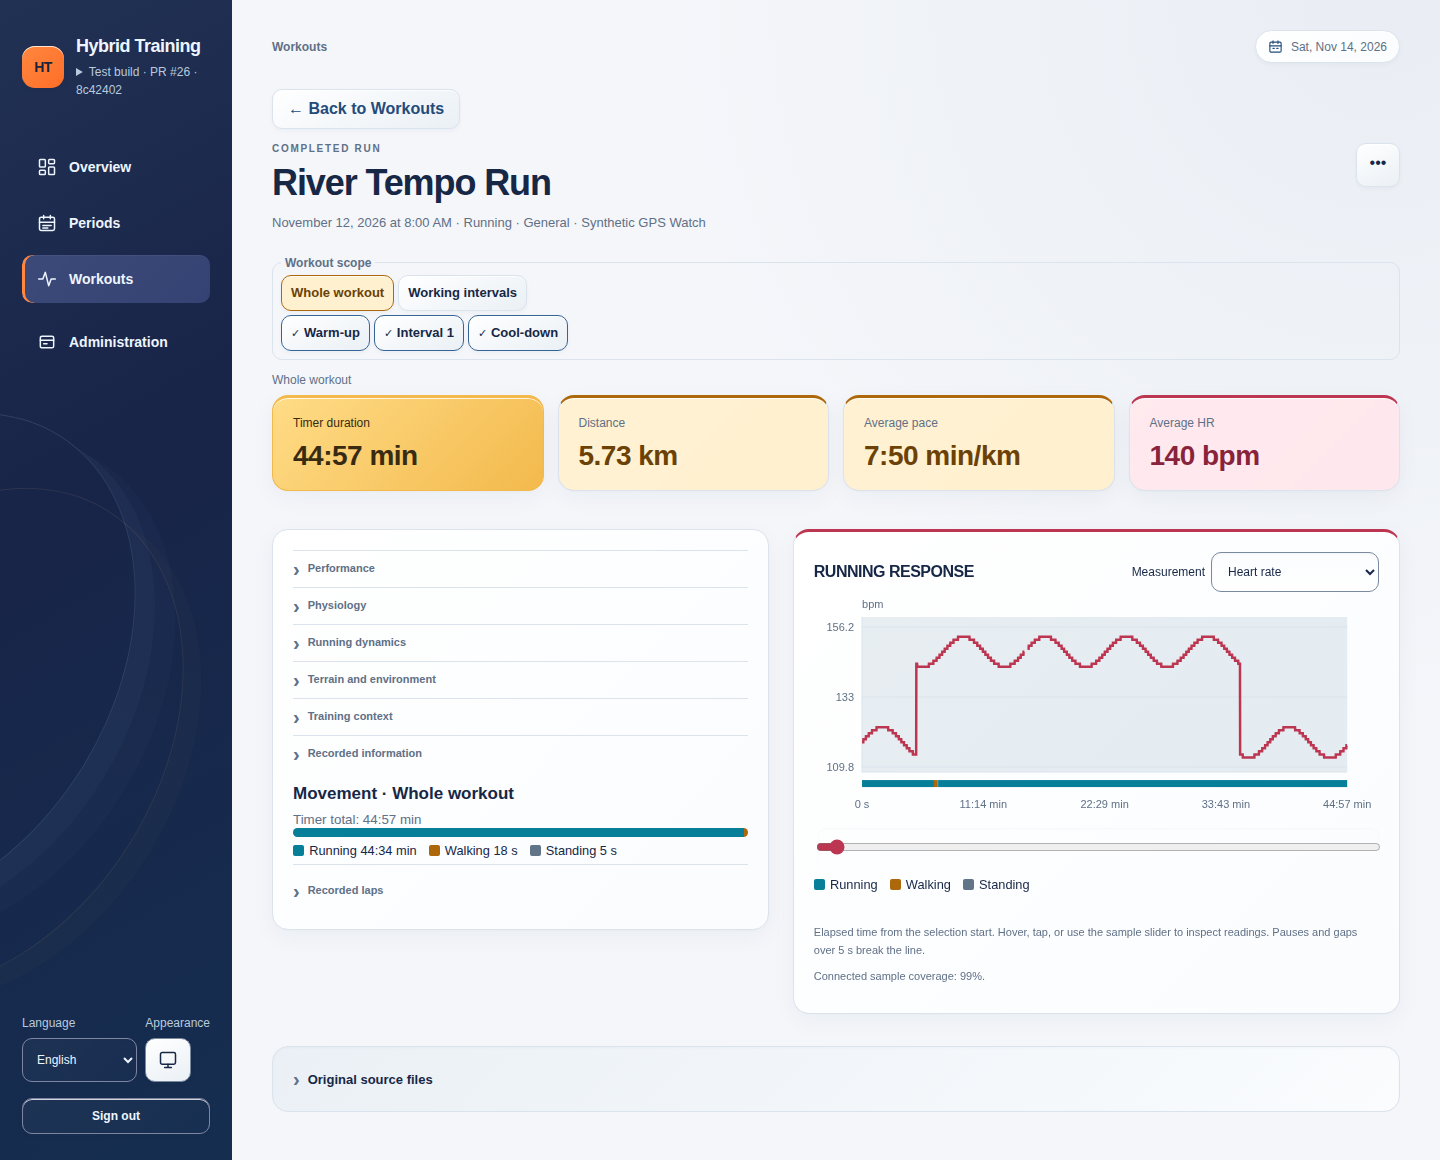 HT
Hybrid Training
▶ Test build · PR #26 ·
8c42402
Overview
Periods
Workouts
Administration
Language
Appearance
English
Sign out
Workouts
Sat, Nov 14, 2026
← Back to Workouts
COMPLETED RUN
River Tempo Run
•••
November 12, 2026 at 8:00 AM · Running · General · Synthetic GPS Watch
Workout scope
Whole workout
Working intervals
✓ Warm-up
✓ Interval 1
✓ Cool-down
Whole workout
Timer duration
44:57 min
Distance
5.73 km
Average pace
7:50 min/km
Average HR
140 bpm
› Performance
› Physiology
› Running dynamics
› Terrain and environment
› Training context
› Recorded information
Movement · Whole workout
Timer total: 44:57 min
Running 44:34 min
Walking 18 s
Standing 5 s
› Recorded laps
RUNNING RESPONSE
Measurement
Heart rate
bpm
156.2
133
109.8
0 s
11:14 min
22:29 min
33:43 min
44:57 min
Running
Walking
Standing
Elapsed time from the selection start. Hover, tap, or use the sample slider to inspect readings. Pauses and gaps
over 5 s break the line.
Connected sample coverage: 99%.
› Original source files